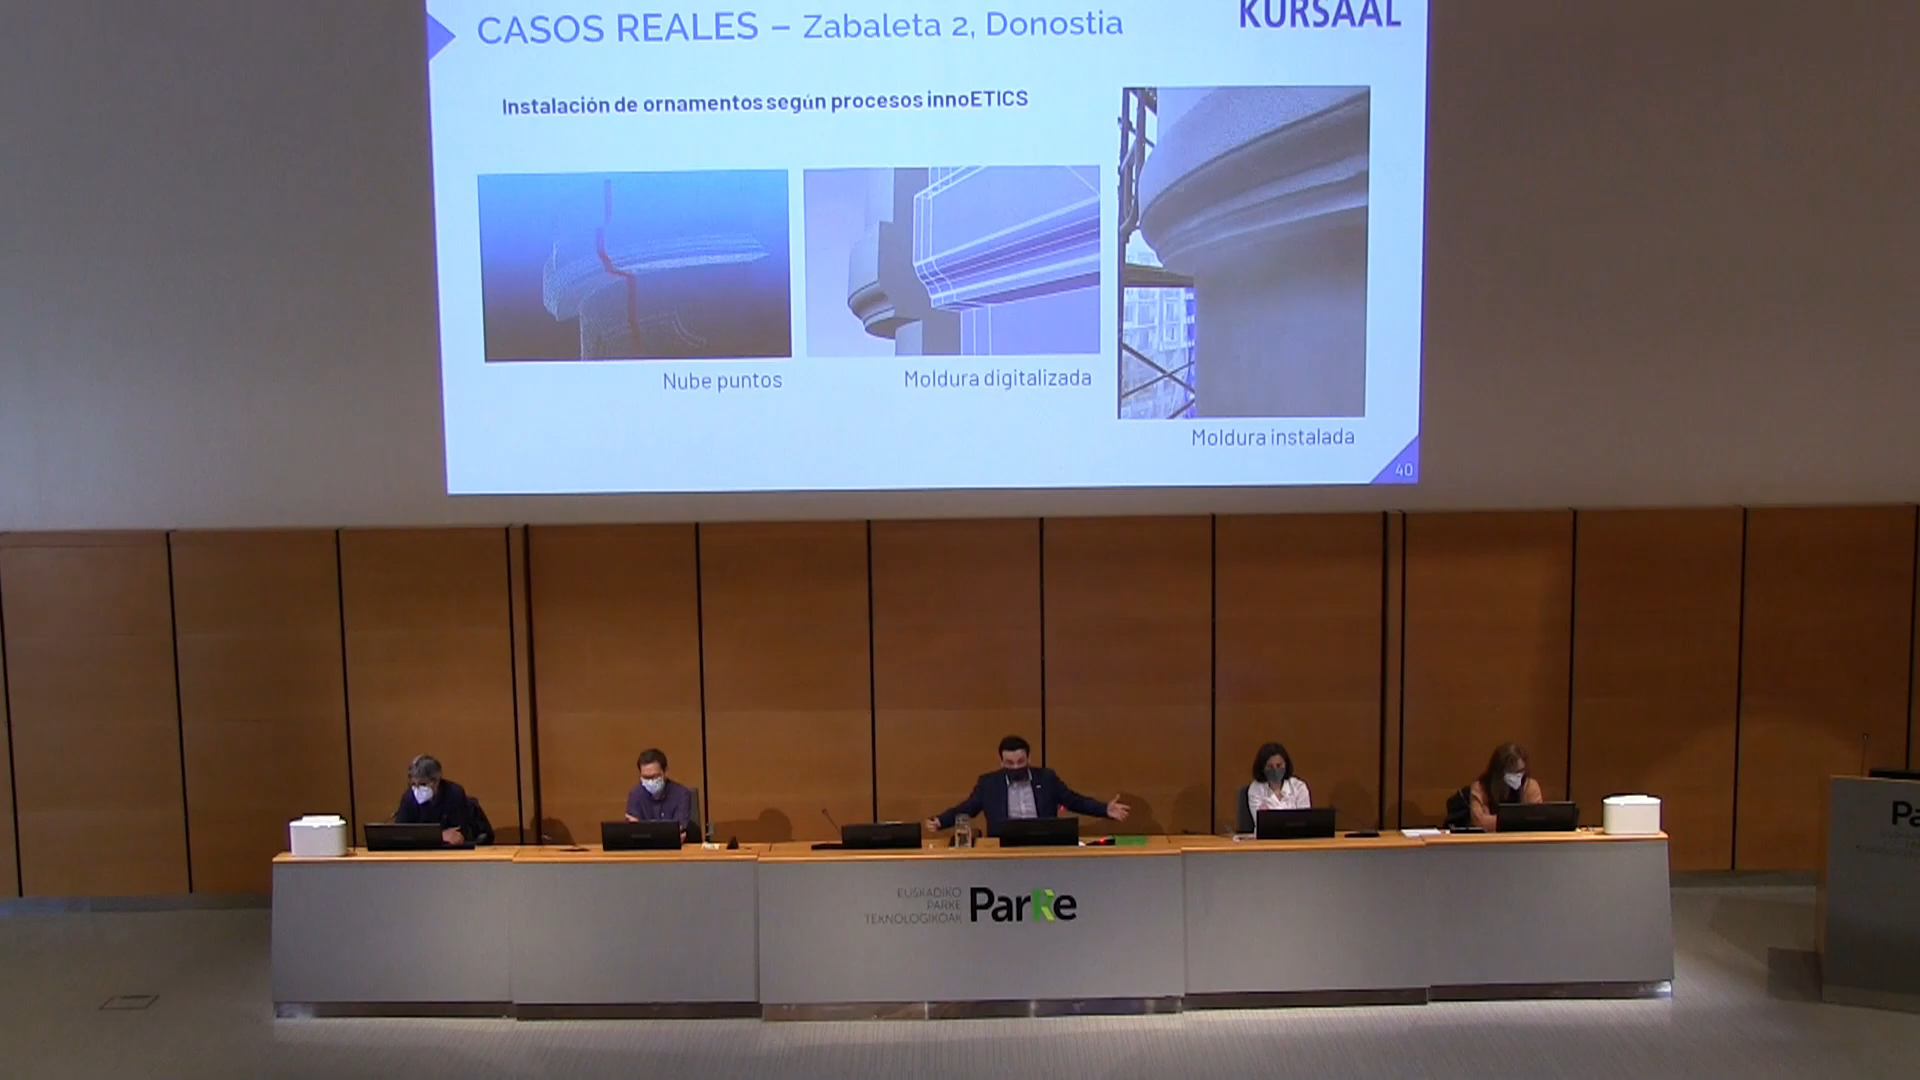 CASOS REALES – Zabaleta 2, Donostia
KURSAAL
Instalación de ornamentos según procesos innoETICS
Nube puntos
Moldura digitalizada
Moldura instalada
40
EUSKADIKO
PARKE
TEKNOLOGIKOAK
ParKe
Pa